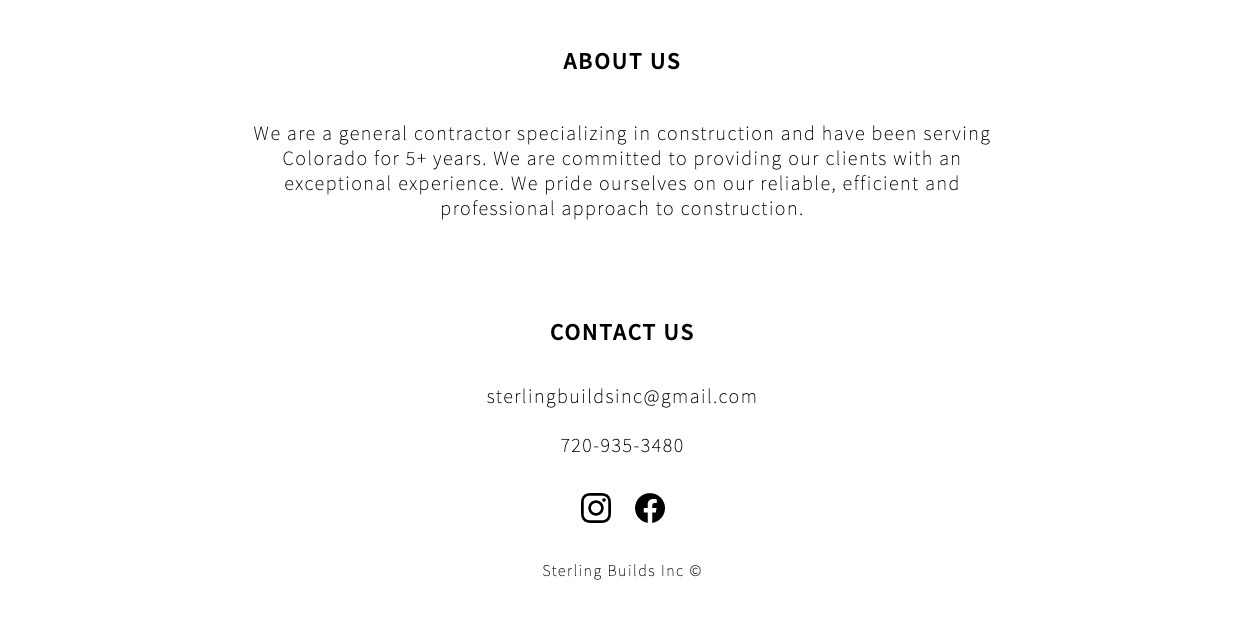 ABOUT US
We are a general contractor specializing in construction and have been serving
Colorado for 5+ years. We are committed to providing our clients with an
exceptional experience. We pride ourselves on our reliable, efficient and
professional approach to construction.
CONTACT US
sterlingbuildsinc@gmail.com
720-935-3480
Sterling Builds Inc ©